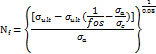 N_f = { [σ_ult − σ_ult (1/fos − σ_a/σ_e)] / σ_a }^{1/0.08}